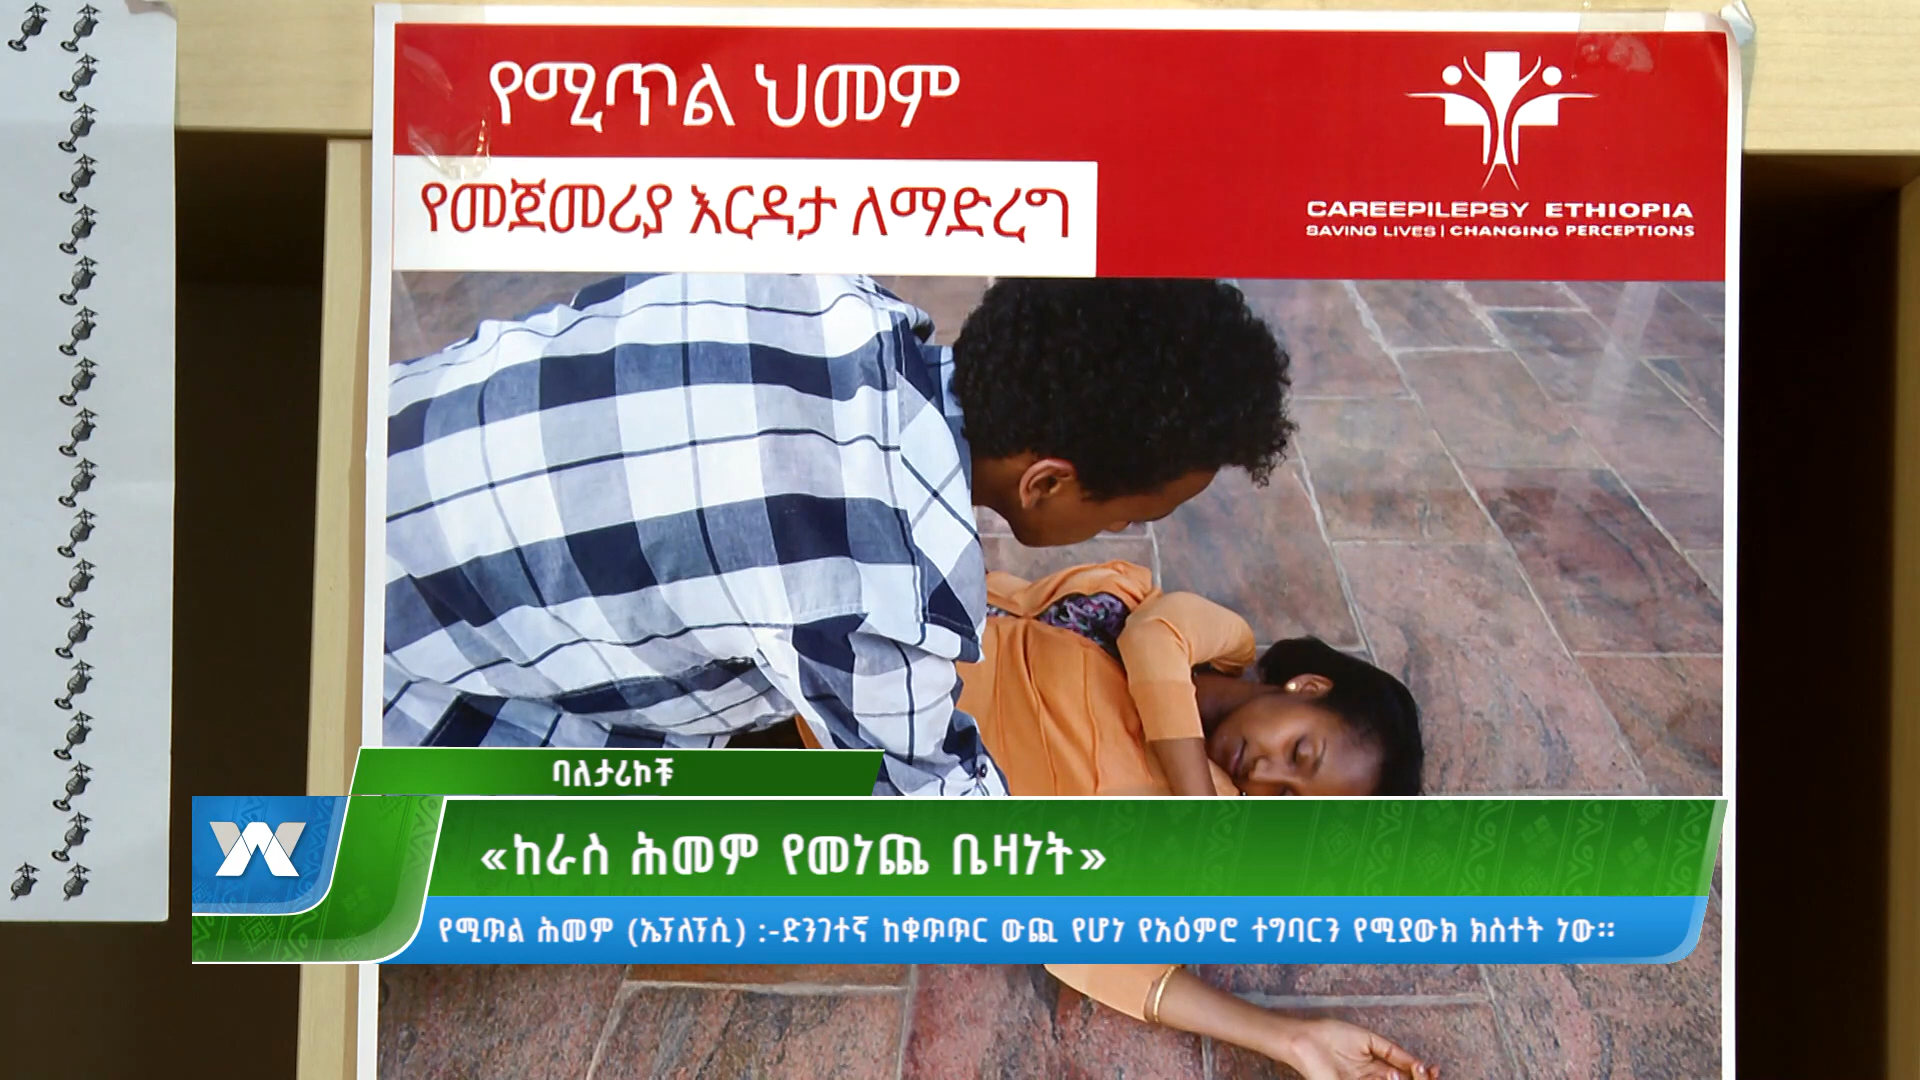 የሚጥል ህመም
የመጀመሪያ እርዳታ ለማድረግ
CAREEPILEPSY ETHIOPIA
SAVING LIVES | CHANGING PERCEPTIONS
ባለታሪኮቹ
«ከራስ ሕመም የመነጨ ቤዛነት»
የሚጥል ሕመም (ኤፕለፕሲ) :-ድንገተኛ ከቁጥጥር ውጪ የሆነ የአዕምሮ ተግባርን የሚያውክ ክስተት ነው።